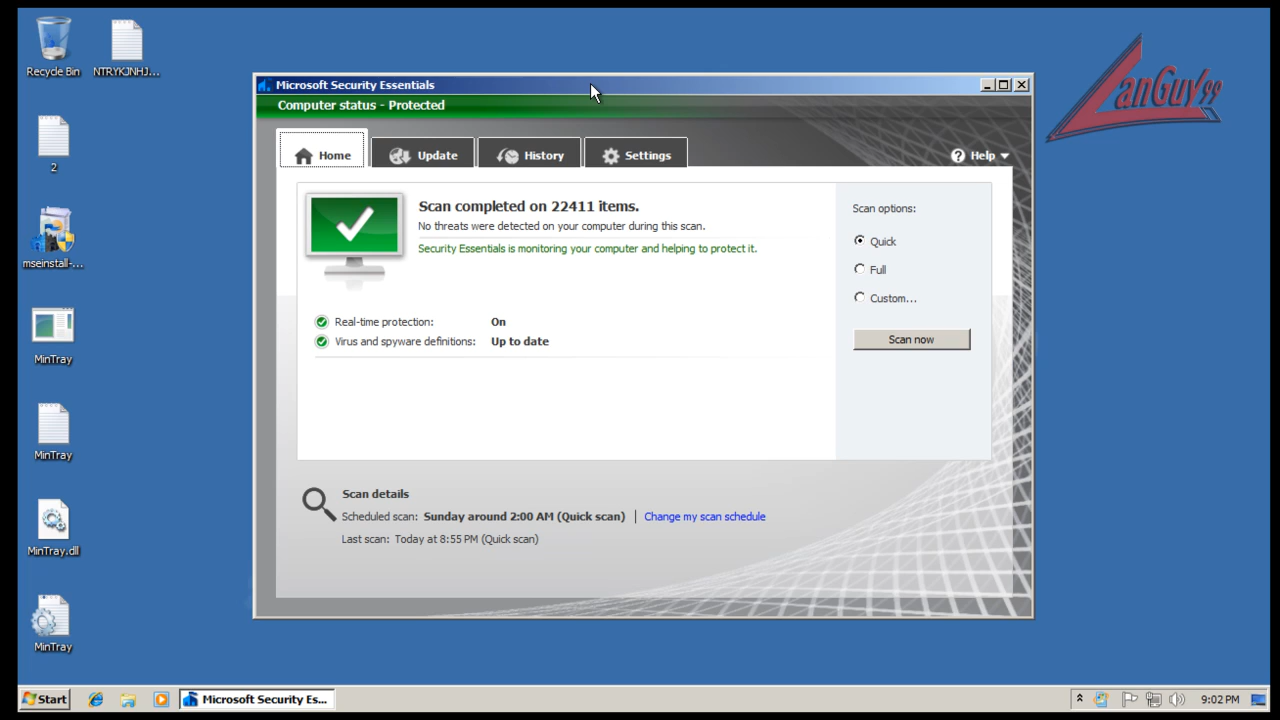 Recycle Bin
NTRYKJNHJ...
2
mseinstall-...
MinTray
MinTray
MinTray.dll
MinTray
LanGuy99
Microsoft Security Essentials
Computer status - Protected
Home
Update
History
Settings
Help
Scan completed on 22411 items.
No threats were detected on your computer during this scan.
Security Essentials is monitoring your computer and helping to protect it.
Real-time protection: On
Virus and spyware definitions: Up to date
Scan options:
Quick
Full
Custom...
Scan now
Scan details
Scheduled scan: Sunday around 2:00 AM (Quick scan) | Change my scan schedule
Last scan: Today at 8:55 PM (Quick scan)
Start
Microsoft Security Es...
9:02 PM